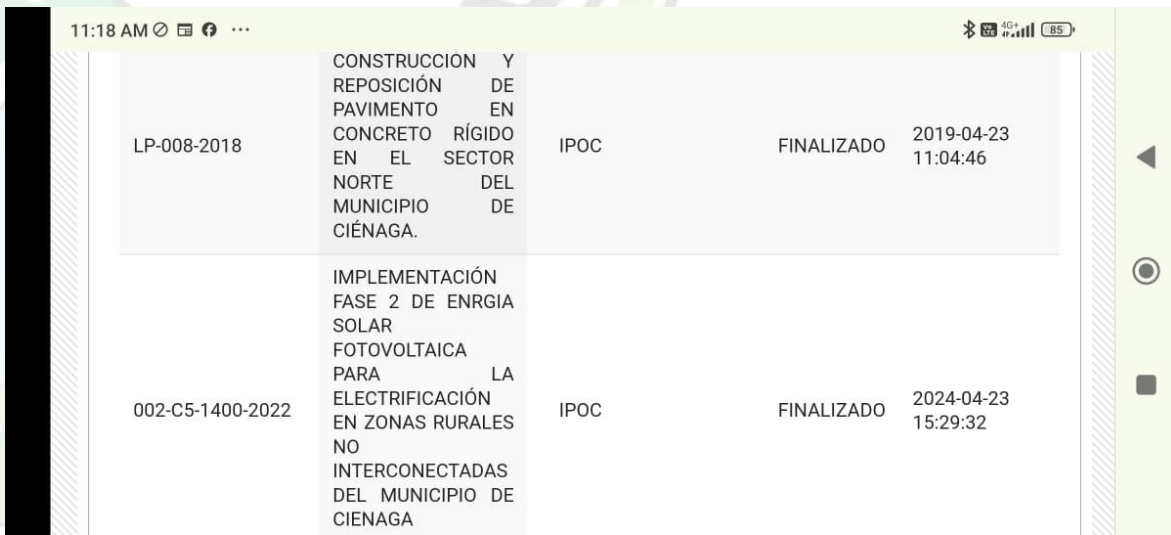 11:18 AM ...
4G+ 85
CONSTRUCCIÓN Y
REPOSICIÓN DE
PAVIMENTO EN
CONCRETO RÍGIDO
EN EL SECTOR
NORTE DEL
MUNICIPIO DE
CIÉNAGA.
LP-008-2018
IPOC
FINALIZADO
2019-04-23
11:04:46
IMPLEMENTACIÓN
FASE 2 DE ENRGIA
SOLAR
FOTOVOLTAICA
PARA LA
ELECTRIFICACIÓN
EN ZONAS RURALES
NO
INTERCONECTADAS
DEL MUNICIPIO DE
CIENAGA
002-C5-1400-2022
IPOC
FINALIZADO
2024-04-23
15:29:32